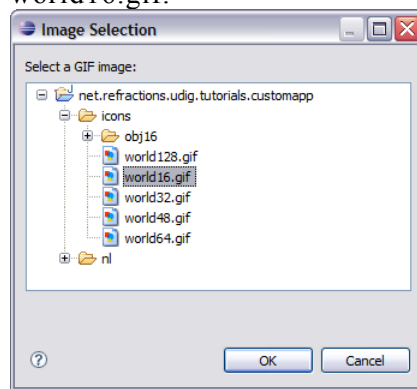 world16.gif.
Image Selection
Select a GIF image:
net.refractions.udig.tutorials.customapp
icons
obj16
world128.gif
world16.gif
world32.gif
world48.gif
world64.gif
nl
OK Cancel